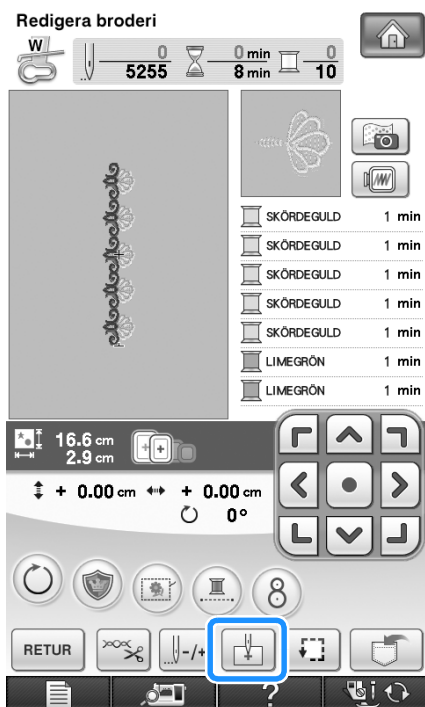 Redigera broderi
W
0
5255
0 min
8 min
0
10
SKÖRDEGULD 1 min
SKÖRDEGULD 1 min
SKÖRDEGULD 1 min
SKÖRDEGULD 1 min
SKÖRDEGULD 1 min
LIMEGRÖN 1 min
LIMEGRÖN 1 min
16.6 cm
2.9 cm
+ 0.00 cm + 0.00 cm
0°
RETUR
-/+
?